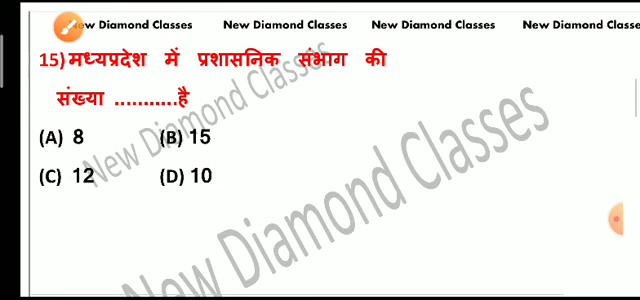 New Diamond Classes New Diamond Classes New Diamond Classes New Diamond Classes
15) मध्यप्रदेश में प्रशासनिक संभाग की
संख्या ...........है
(A) 8 (B) 15
(C) 12 (D) 10
New Diamond Classes
New Diamond Classes